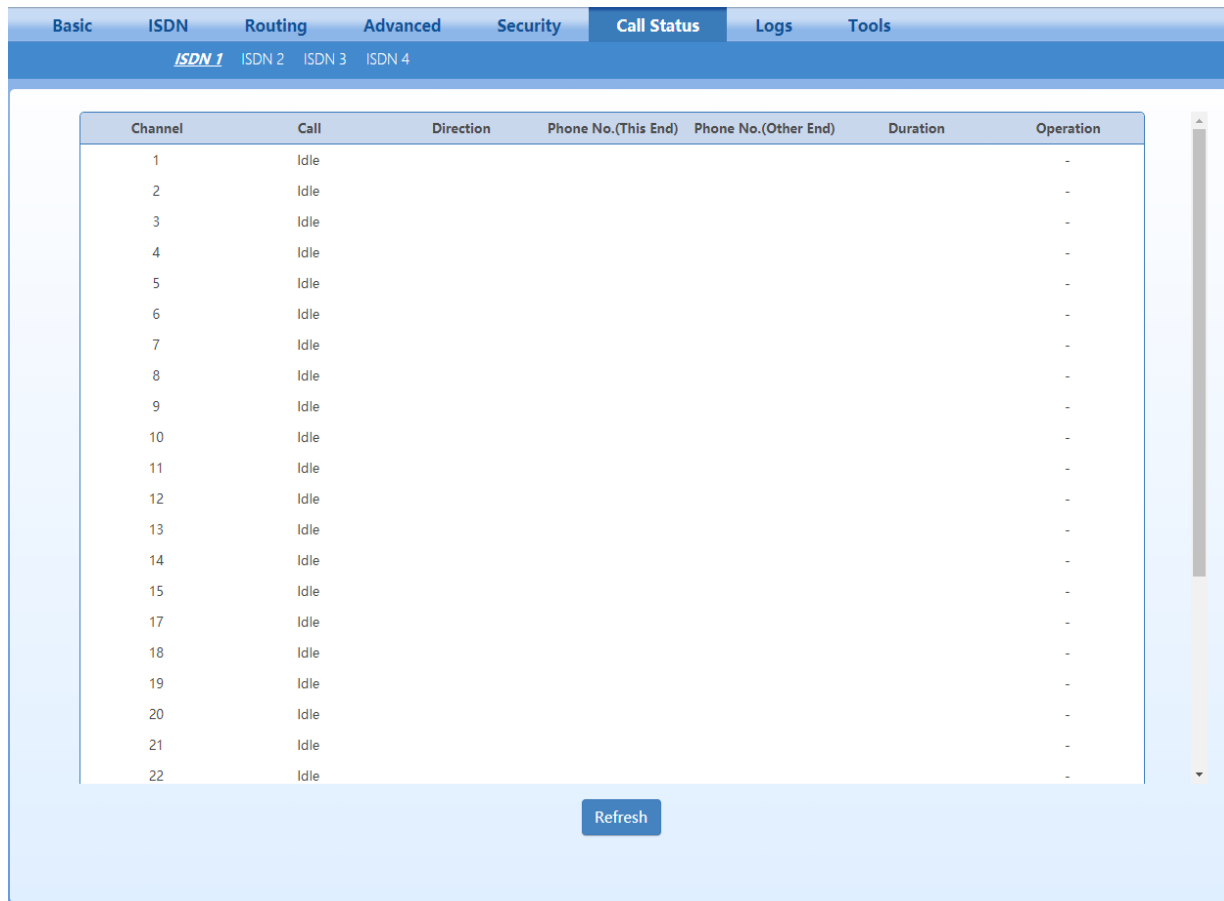 Basic ISDN Routing Advanced Security Call Status Logs Tools
ISDN 1 ISDN 2 ISDN 3 ISDN 4
Channel Call Direction Phone No.(This End) Phone No.(Other End) Duration Operation
1 Idle -
2 Idle -
3 Idle -
4 Idle -
5 Idle -
6 Idle -
7 Idle -
8 Idle -
9 Idle -
10 Idle -
11 Idle -
12 Idle -
13 Idle -
14 Idle -
15 Idle -
17 Idle -
18 Idle -
19 Idle -
20 Idle -
21 Idle -
22 Idle -
Refresh